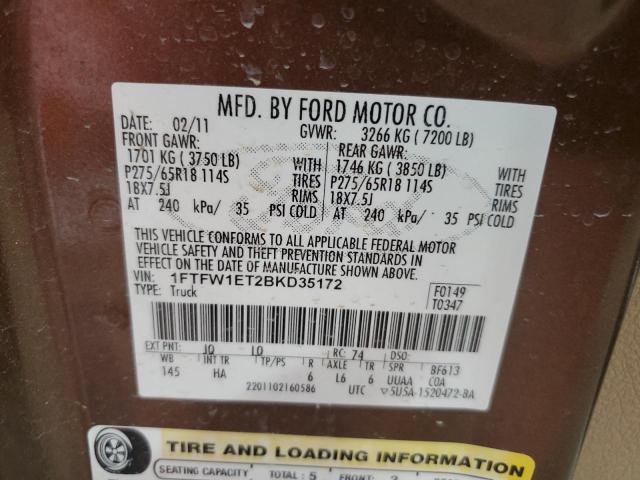 MFD. BY FORD MOTOR CO.
DATE: 02/11 GVWR: 3266 KG ( 7200 LB)
FRONT GAWR: REAR GAWR:
1701 KG ( 3750 LB) WITH 1746 KG ( 3850 LB) WITH
P275/65R18 114S TIRES P275/65R18 114S TIRES
18X7.5J RIMS 18X7.5J RIMS
AT 240 kPa/ 35 PSI COLD AT 240 kPa/ 35 PSI COLD
THIS VEHICLE CONFORMS TO ALL APPLICABLE FEDERAL MOTOR
VEHICLE SAFETY AND THEFT PREVENTION STANDARDS IN
EFFECT ON THE DATE OF MANUFACTURE SHOWN ABOVE.
VIN: 1FTFW1ET2BKD35172 F0149
TYPE: Truck T0347
EXT PNT: JO JO RC: 74 DSO:
WB INT TR TP/PS R AXLE TR SPR BF613
145 HA 6 L6 6 UUAA COA
2201102160586 UTC ▽5U5A-1520472-BA
TIRE AND LOADING INFORMATION
SEATING CAPACITY TOTAL: 5 FRONT: 2